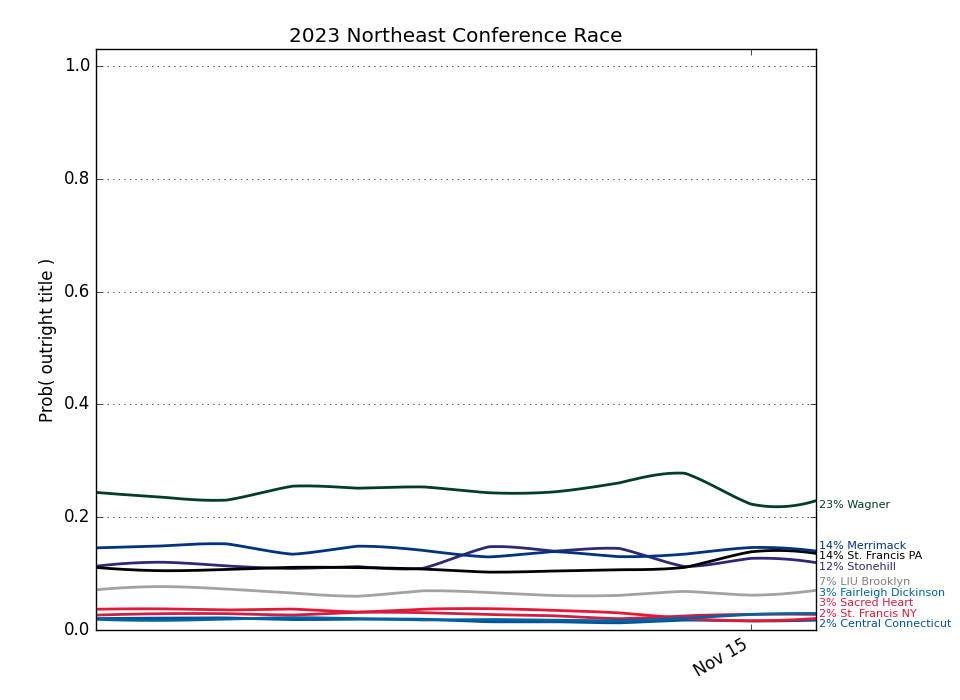 2023 Northeast Conference Race
Prob( outright title )
1.0
0.8
0.6
0.4
0.2
0.0
Nov 15
23% Wagner
14% Merrimack
14% St. Francis PA
12% Stonehill
7% LIU Brooklyn
3% Fairleigh Dickinson
3% Sacred Heart
2% St. Francis NY
2% Central Connecticut